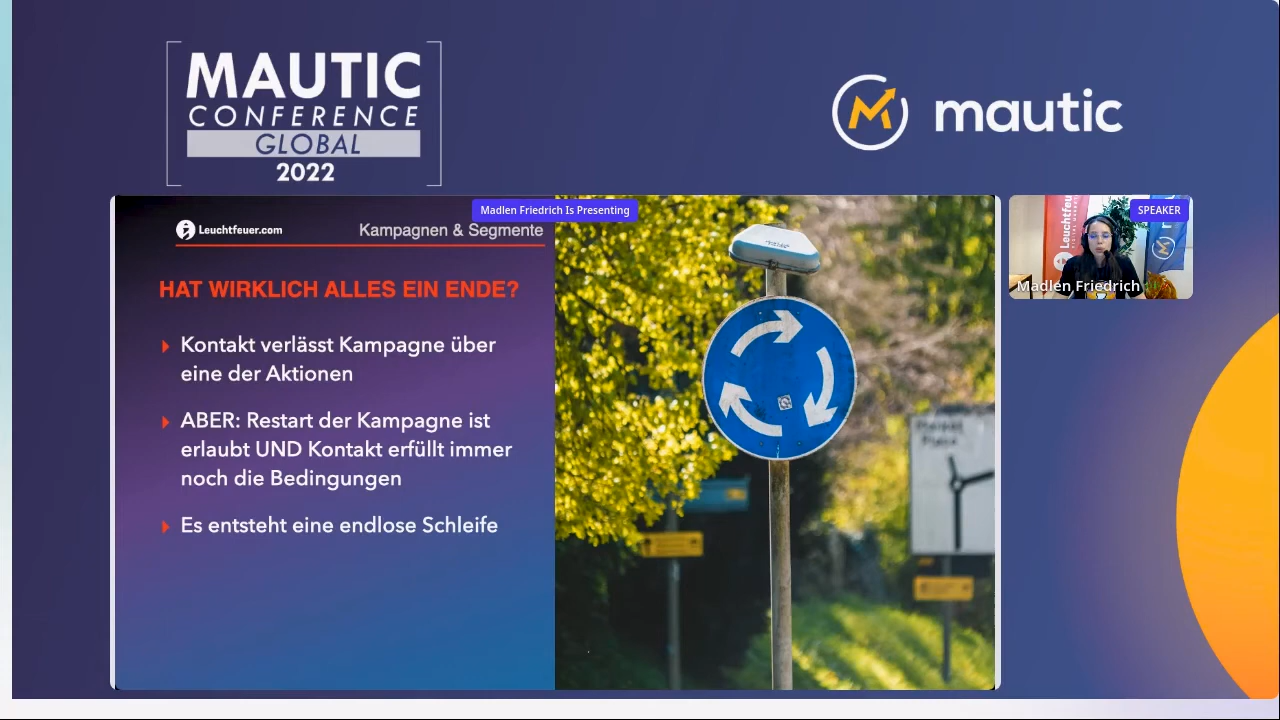 MAUTIC
CONFERENCE
GLOBAL
2022
mautic
Madlen Friedrich Is Presenting
SPEAKER
Madlen Friedrich
Leuchtfeuer.com
Kampagnen & Segmente
HAT WIRKLICH ALLES EIN ENDE?
Kontakt verlässt Kampagne über
eine der Aktionen
ABER: Restart der Kampagne ist
erlaubt UND Kontakt erfüllt immer
noch die Bedingungen
Es entsteht eine endlose Schleife